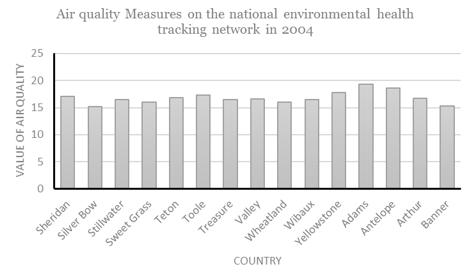 Air quality Measures on the national environmental health
tracking network in 2004
VALUE OF AIR QUALITY
25
20
15
10
5
0
Sheridan
Silver Bow
Stillwater
Sweet Grass
Teton
Toole
Treasure
Valley
Wheatland
Wibaux
Yellowstone
Adams
Antelope
Arthur
Banner
COUNTRY